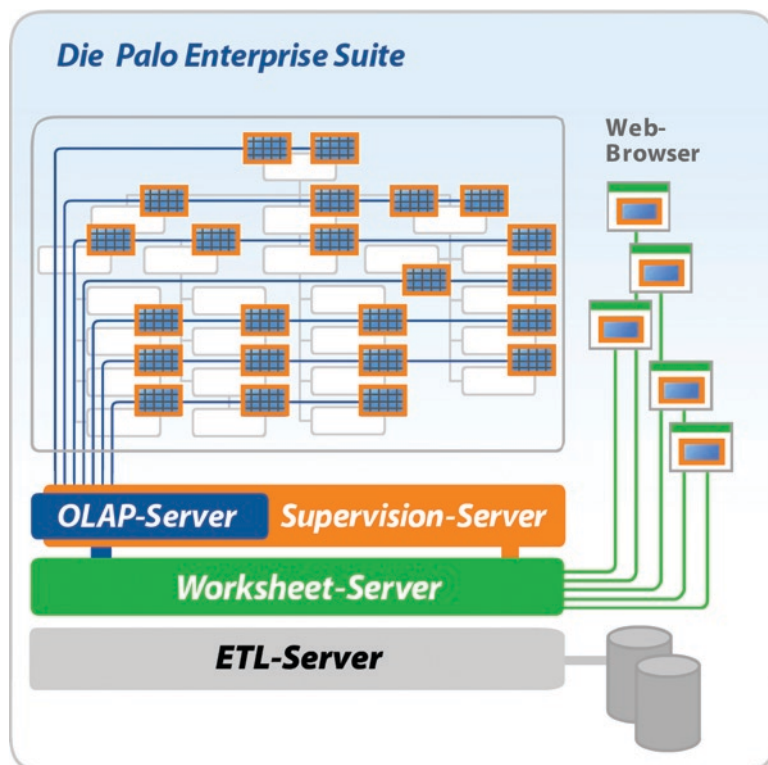 Die Palo Enterprise Suite
Web-
Browser
OLAP-Server
Supervision-Server
Worksheet-Server
ETL-Server